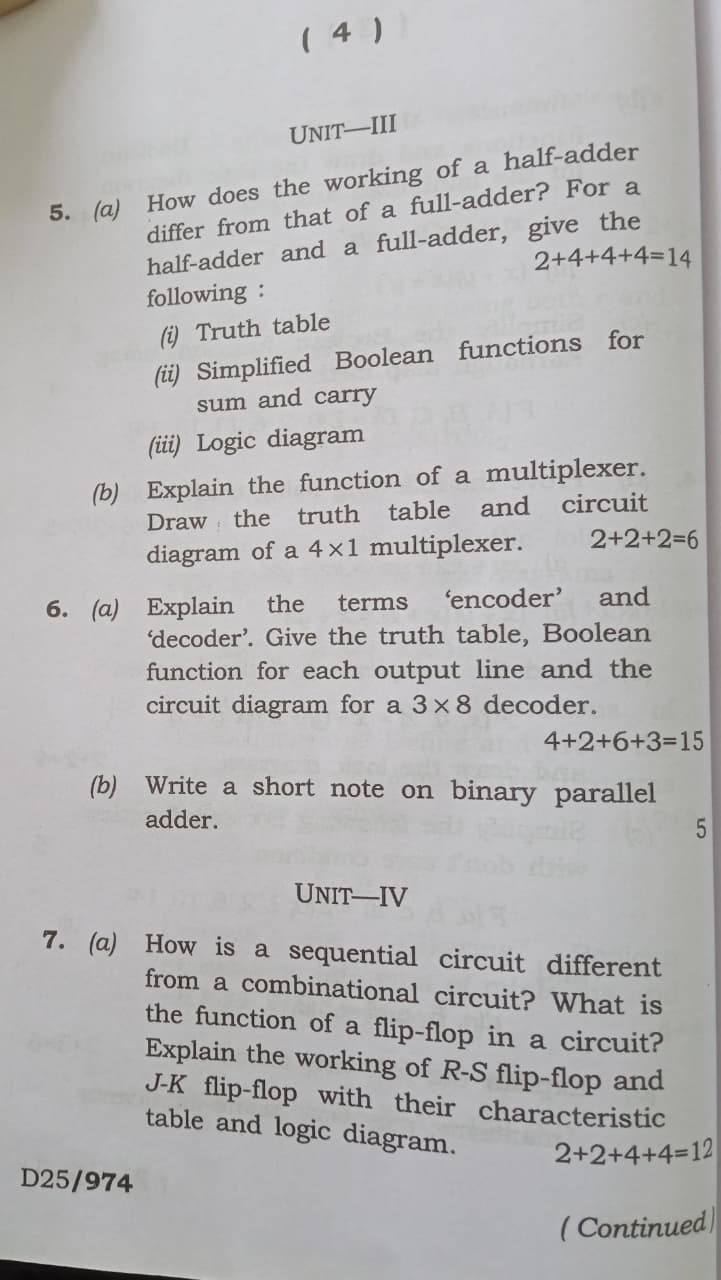 ( 4 )
UNIT—III
5. (a) How does the working of a half-adder
differ from that of a full-adder? For a
half-adder and a full-adder, give the
following : 2+4+4+4=14
(i) Truth table
(ii) Simplified Boolean functions for
sum and carry
(iii) Logic diagram
(b) Explain the function of a multiplexer.
Draw the truth table and circuit
diagram of a 4×1 multiplexer. 2+2+2=6
6. (a) Explain the terms ‘encoder’ and
‘decoder’. Give the truth table, Boolean
function for each output line and the
circuit diagram for a 3×8 decoder.
4+2+6+3=15
(b) Write a short note on binary parallel
adder. 5
UNIT—IV
7. (a) How is a sequential circuit different
from a combinational circuit? What is
the function of a flip-flop in a circuit?
Explain the working of R-S flip-flop and
J-K flip-flop with their characteristic
table and logic diagram. 2+2+4+4=12
D25/974
( Continued )